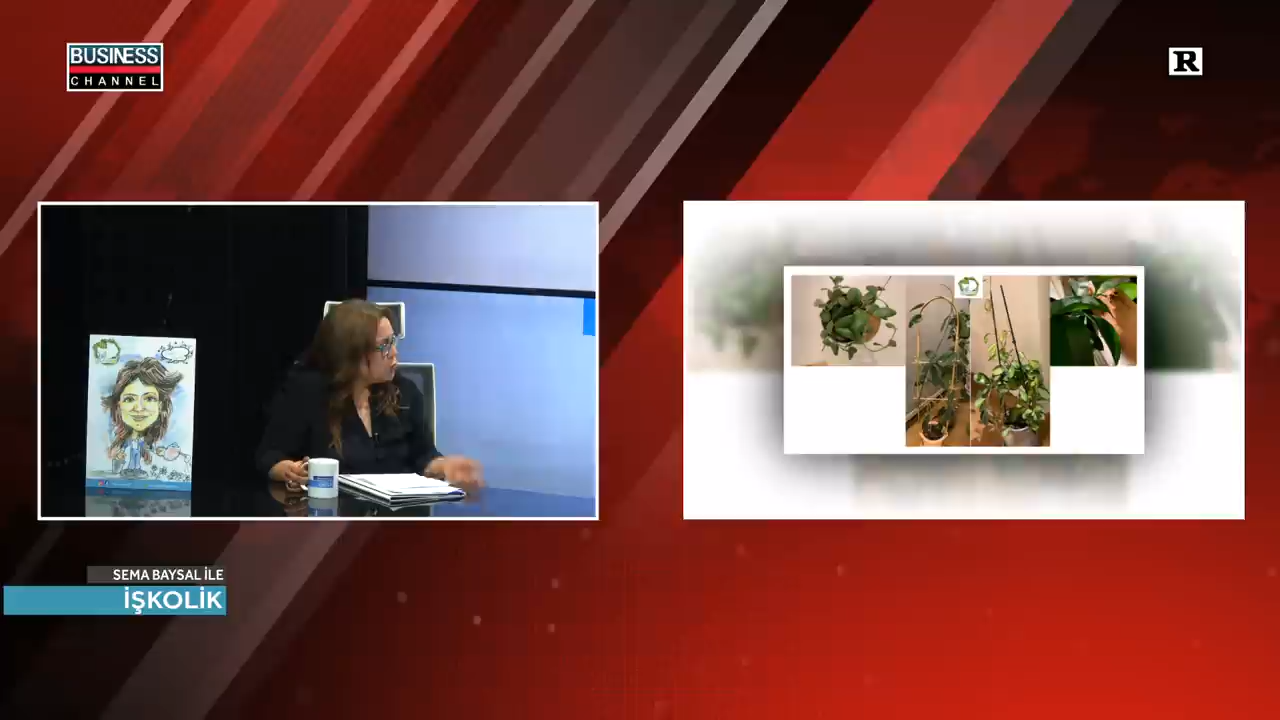 BUSINESS
CHANNEL
R
SEMA BAYSAL İLE
İŞKOLİK